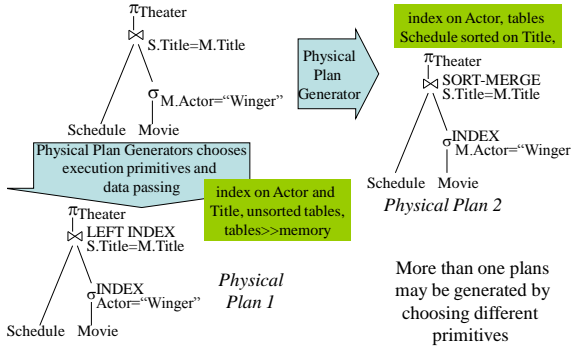 πTheater
⋈
S.Title=M.Title
σ
M.Actor="Winger"
Schedule Movie
Physical
Plan
Generator
index on Actor, tables
Schedule sorted on Title,
πTheater
⋈ SORT-MERGE
S.Title=M.Title
σINDEX
M.Actor="Winger
Schedule Movie
Physical Plan 2
Physical Plan Generators chooses
execution primitives and
data passing
index on Actor and
Title, unsorted tables,
tables>>memory
πTheater
⋈ LEFT INDEX
S.Title=M.Title
σINDEX
Actor="Winger"
Schedule Movie
Physical
Plan 1
More than one plans
may be generated by
choosing different
primitives